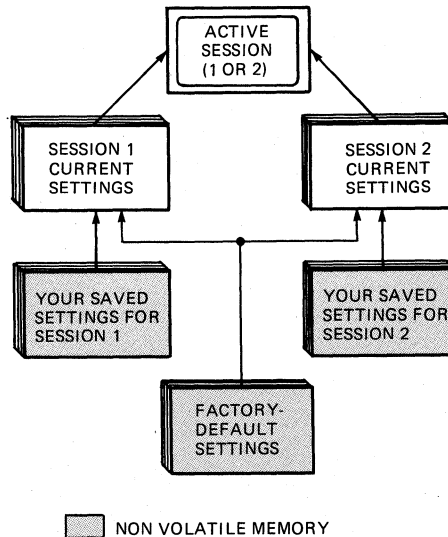 ACTIVE
SESSION
(1 OR 2)
SESSION 1
CURRENT
SETTINGS
SESSION 2
CURRENT
SETTINGS
YOUR SAVED
SETTINGS FOR
SESSION 1
YOUR SAVED
SETTINGS FOR
SESSION 2
FACTORY-
DEFAULT
SETTINGS
NON VOLATILE MEMORY